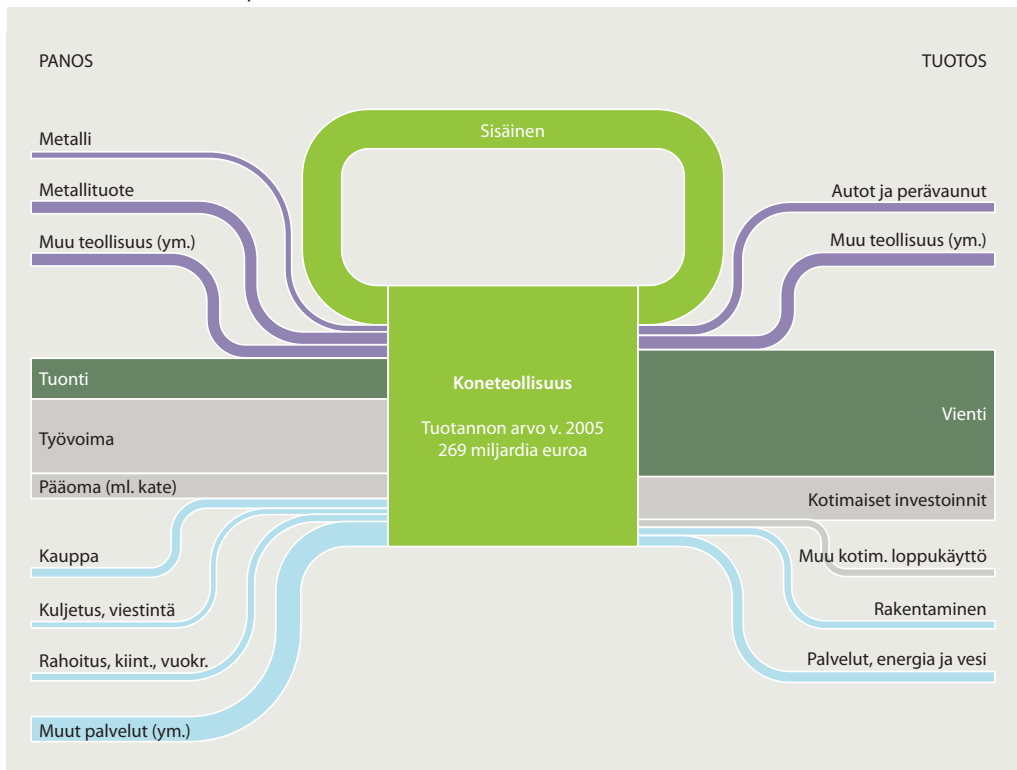 PANOS
TUOTOS
Sisäinen
Metalli
Metallituote
Muu teollisuus (ym.)
Autot ja perävaunut
Muu teollisuus (ym.)
Tuonti
Työvoima
Pääoma (ml. kate)
Koneteollisuus
Tuotannon arvo v. 2005
269 miljardia euroa
Vienti
Kotimaiset investoinnit
Kauppa
Kuljetus, viestintä
Rahoitus, kiint., vuokr.
Muut palvelut (ym.)
Muu kotim. loppukäyttö
Rakentaminen
Palvelut, energia ja vesi